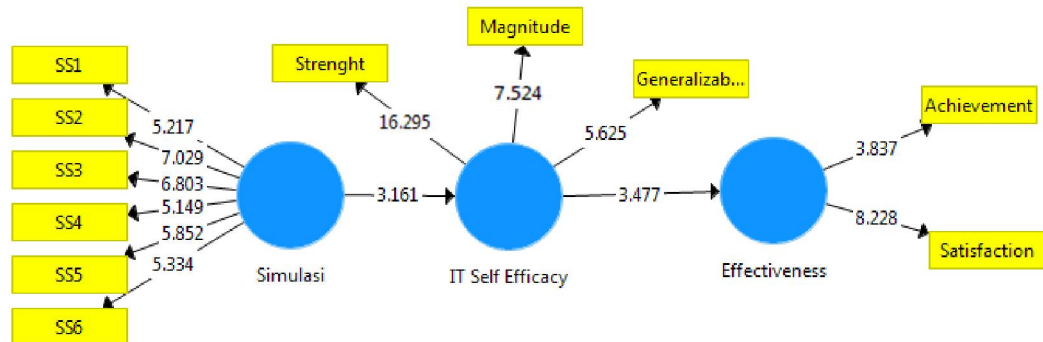 SS1
SS2
SS3
SS4
SS5
SS6
5.217
7.029
6.803
5.149
5.852
5.334
Simulasi
3.161
Strenght
Magnitude
Generalizab...
16.295
7.524
5.625
IT Self Efficacy
3.477
Effectiveness
3.837
8.228
Achievement
Satisfaction